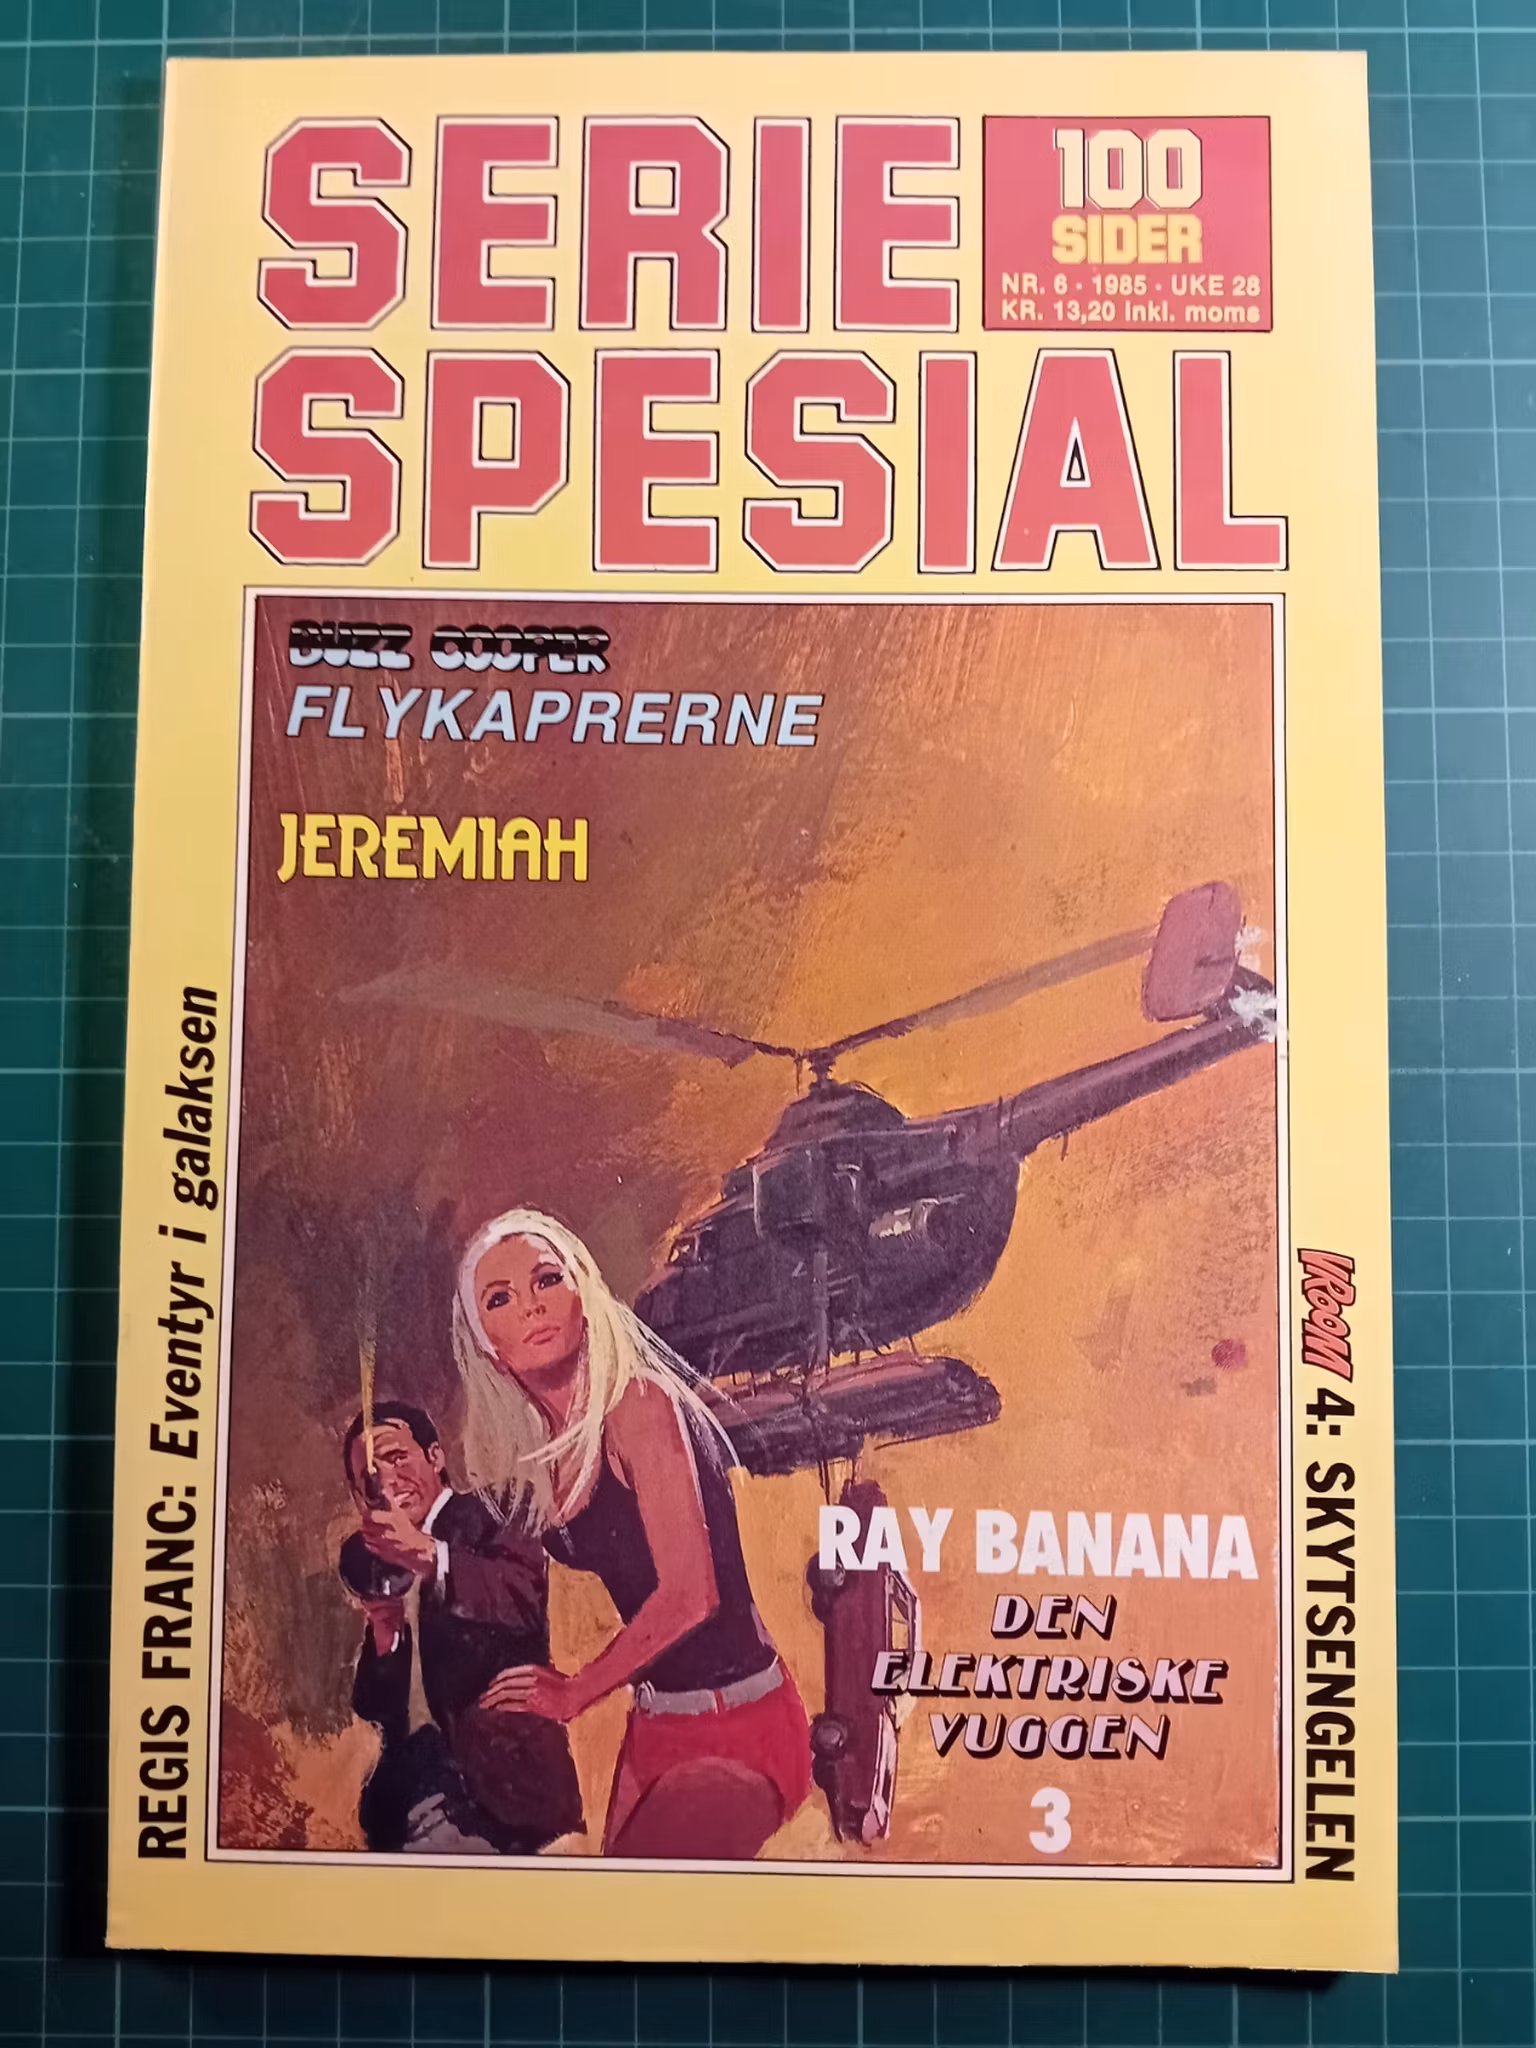 SERIE
SPESIAL
100
SIDER
NR. 6 · 1985 · UKE 28
KR. 13,20 inkl. moms
BUZZ COOPER
FLYKAPRERNE
JEREMIAH
REGIS FRANC: Eventyr i galaksen
VROOM 4: SKYTSENGELEN
RAY BANANA
DEN
ELEKTRISKE
VUGGEN
3